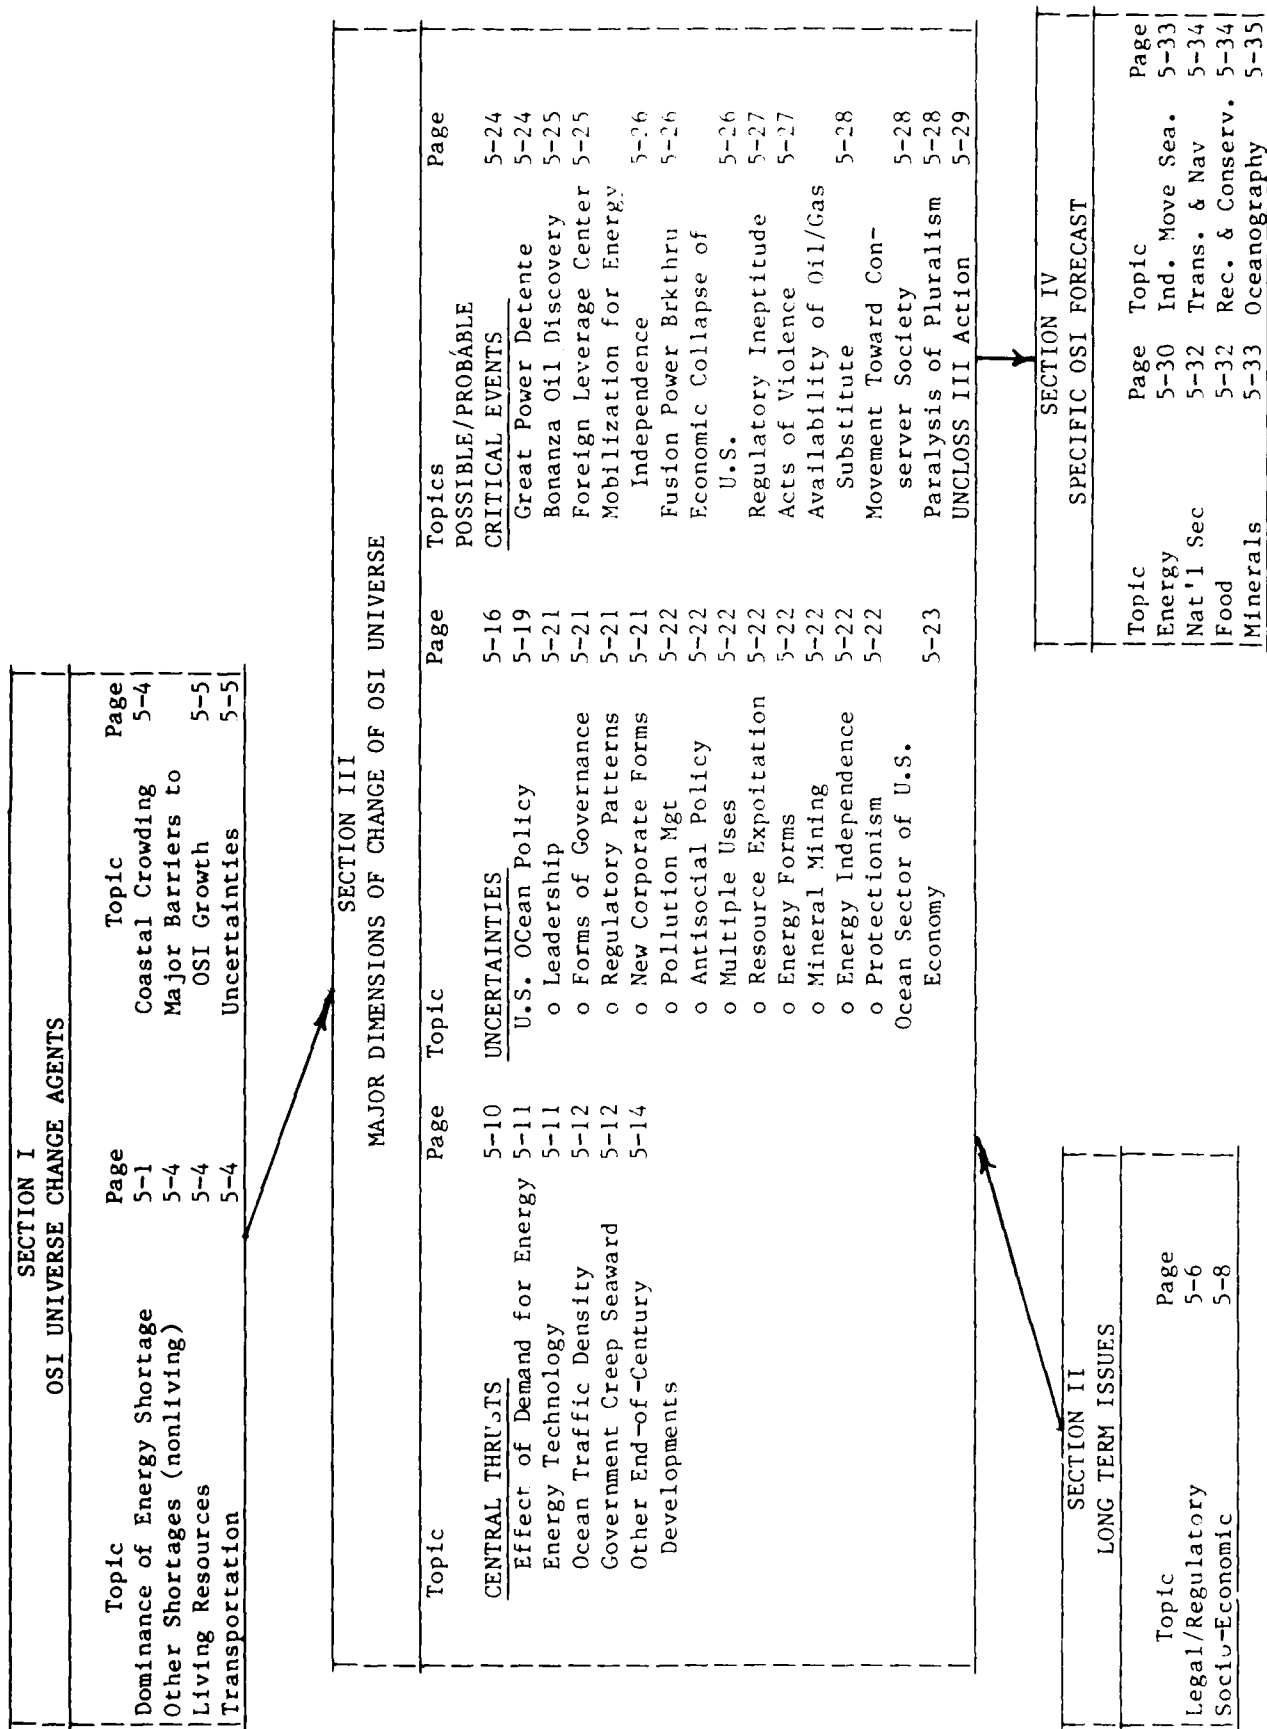 SECTION I
OSI UNIVERSE CHANGE AGENTS
Topic Page Topic Page
Dominance of Energy Shortage 5-1 Coastal Crowding 5-4
Other Shortages (nonliving) 5-4 Major Barriers to
Living Resources 5-4 OSI Growth 5-5
Transportation 5-4 Uncertainties 5-5
SECTION II
LONG TERM ISSUES
Topic Page
Legal/Regulatory 5-6
Socio-Economic 5-8
SECTION III
MAJOR DIMENSIONS OF CHANGE OF OSI UNIVERSE
Topic Page
CENTRAL THRUSTS 5-10
Effect of Demand for Energy 5-11
Energy Technology 5-11
Ocean Traffic Density 5-12
Government Creep Seaward 5-12
Other End-of-Century 5-14
Developments
Topic Page
UNCERTAINTIES 5-16
U.S. OCean Policy 5-19
o Leadership 5-21
o Forms of Governance 5-21
o Regulatory Patterns 5-21
o New Corporate Forms 5-21
o Pollution Mgt 5-22
o Antisocial Policy 5-22
o Multiple Uses 5-22
o Resource Expoitation 5-22
o Energy Forms 5-22
o Mineral Mining 5-22
o Energy Independence 5-22
o Protectionism 5-22
Ocean Sector of U.S.
Economy 5-23
Topics Page
POSSIBLE/PROBABLE
CRITICAL EVENTS 5-24
Great Power Detente 5-24
Bonanza Oil Discovery 5-25
Foreign Leverage Center 5-25
Mobilization for Energy
Independence 5-26
Fusion Power Brkthru 5-26
Economic Collapse of
U.S. 5-26
Regulatory Ineptitude 5-27
Acts of Violence 5-27
Availability of Oil/Gas
Substitute 5-28
Movement Toward Con-
server Society 5-28
Paralysis of Pluralism 5-28
UNCLOSS III Action 5-29
SECTION IV
SPECIFIC OSI FORECAST
Topic Page Topic Page
Energy 5-30 Ind. Move Sea. 5-33
Nat'l Sec 5-32 Trans. & Nav 5-34
Food 5-32 Rec. & Conserv. 5-34
Minerals 5-33 Oceanography 5-35